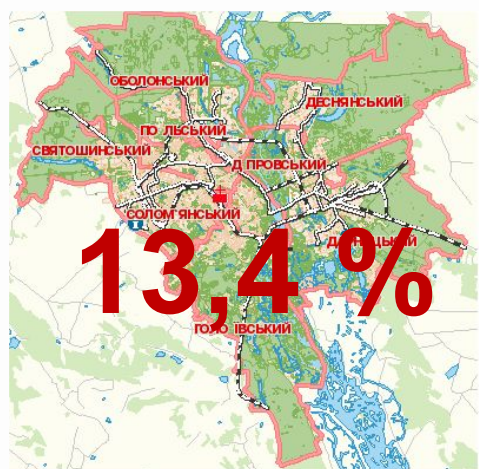 ОБОЛОНСЬКИЙ
ДЕСНЯНСЬКИЙ
ПО ЛЬСЬКИЙ
СВЯТОШИНСЬКИЙ
Д ПРОВСЬКИЙ
СОЛОМ'ЯНСЬКИЙ
13,4 %
ГОЛО ІВСЬКИЙ